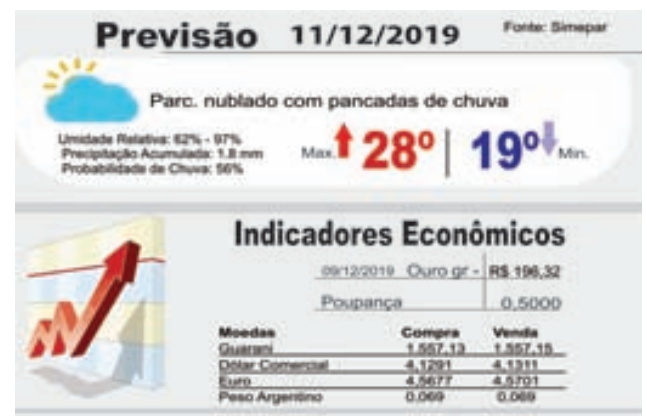 Previsão 11/12/2019 Fonte: Simepar
Parc. nublado com pancadas de chuva
Umidade Relativa: 62% - 97%
Precipitação Acumulada: 1.8 mm
Probabilidade de Chuva: 56%
Max. 28º | 19º Min.
Indicadores Econômicos
09/12/2019 Ouro gr - R$ 196,32
Poupança 0,5000
Moedas Compra Venda
Guarani 1.557,13 1.557,15
Dólar Comercial 4,1291 4,1311
Euro 4,5677 4,5701
Peso Argentino 0,069 0,069